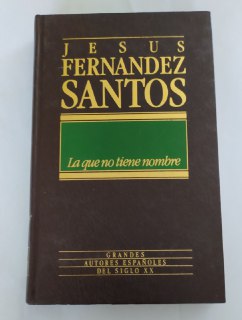 JESUS
FERNANDEZ
SANTOS
La que no tiene nombre
GRANDES
AUTORES ESPAÑOLES
DEL SIGLO XX